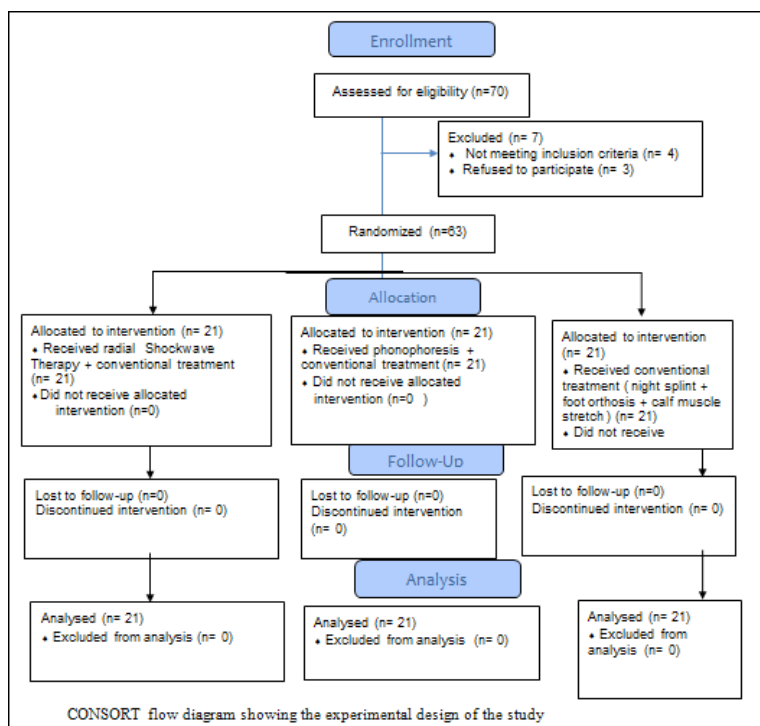 Enrollment
Assessed for eligibility (n=70)
Excluded (n= 7)
♦ Not meeting inclusion criteria (n= 4)
♦ Refused to participate (n= 3)
Randomized (n=63)
Allocation
Allocated to intervention (n= 21)
♦ Received radial Shockwave
Therapy + conventional treatment
(n= 21)
♦ Did not receive allocated
intervention (n=0)
Allocated to intervention (n= 21)
♦ Received phonophoresis +
conventional treatment (n= 21)
♦ Did not receive allocated
intervention (n=0 )
Allocated to intervention
(n= 21)
♦ Received conventional
treatment ( night splint +
foot orthosis + calf muscle
stretch ) (n= 21)
♦ Did not receive
Follow-Up
Lost to follow-up (n=0)
Discontinued intervention (n= 0)
Lost to follow-up (n=0)
Discontinued intervention
(n= 0)
Lost to follow-up (n=0)
Discontinued intervention (n= 0)
Analysis
Analysed (n= 21)
♦ Excluded from analysis (n= 0)
Analysed (n= 21)
♦ Excluded from analysis (n= 0)
Analysed (n= 21)
♦ Excluded from
analysis (n= 0)
CONSORT flow diagram showing the experimental design of the study